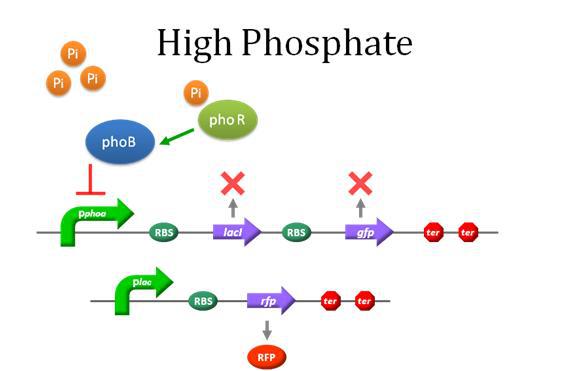 High Phosphate
Pi
Pi
Pi
Pi
pho R
phoB
pphoa
RBS
lacI
RBS
gfp
ter
ter
plac
RBS
rfp
ter
ter
RFP